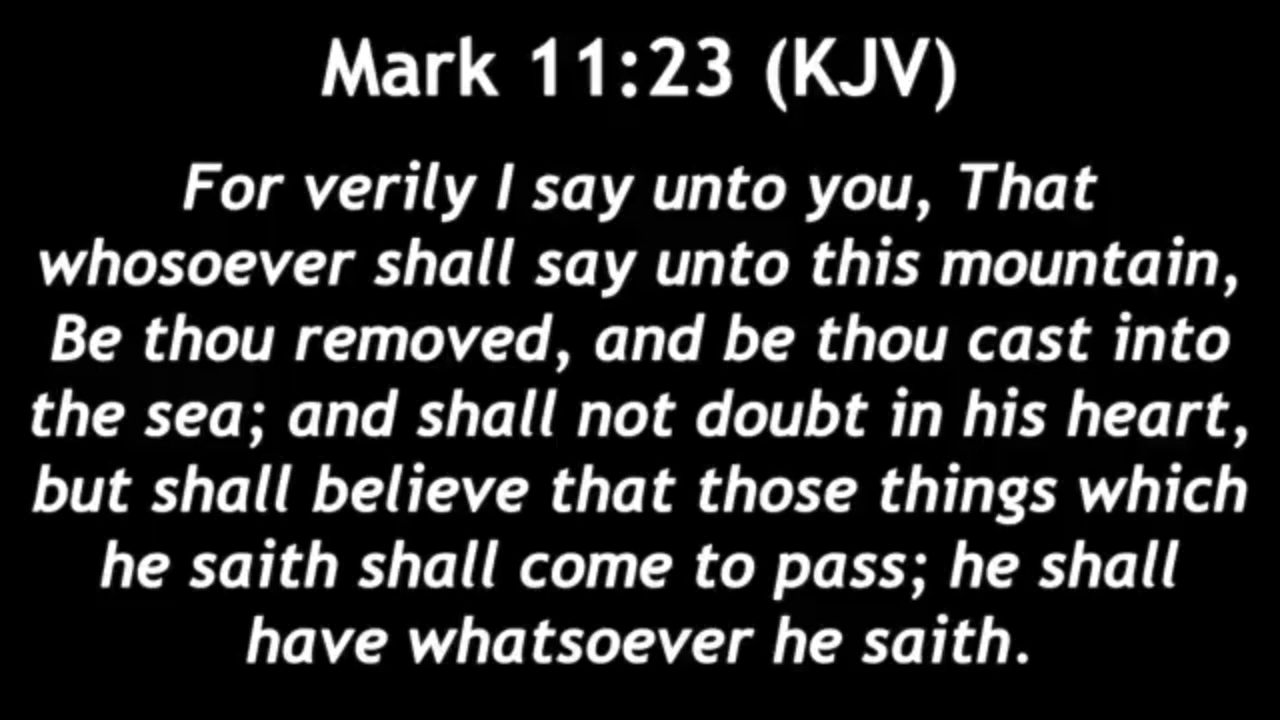 Mark 11:23 (KJV)
For verily I say unto you, That
whosoever shall say unto this mountain,
Be thou removed, and be thou cast into
the sea; and shall not doubt in his heart,
but shall believe that those things which
he saith shall come to pass; he shall
have whatsoever he saith.